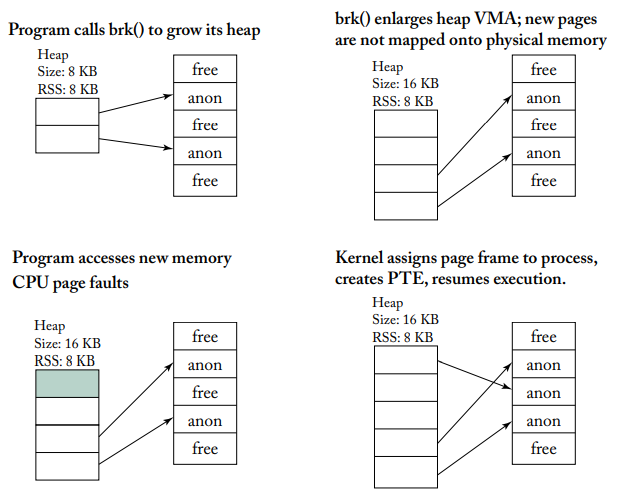 Program calls brk() to grow its heap
Heap
Size: 8 KB
RSS: 8 KB
free
anon
free
anon
free
brk() enlarges heap VMA; new pages
are not mapped onto physical memory
Heap
Size: 16 KB
RSS: 8 KB
free
anon
free
anon
free
Program accesses new memory
CPU page faults
Heap
Size: 16 KB
RSS: 8 KB
free
anon
free
anon
free
Kernel assigns page frame to process,
creates PTE, resumes execution.
Heap
Size: 16 KB
RSS: 8 KB
free
anon
anon
anon
free